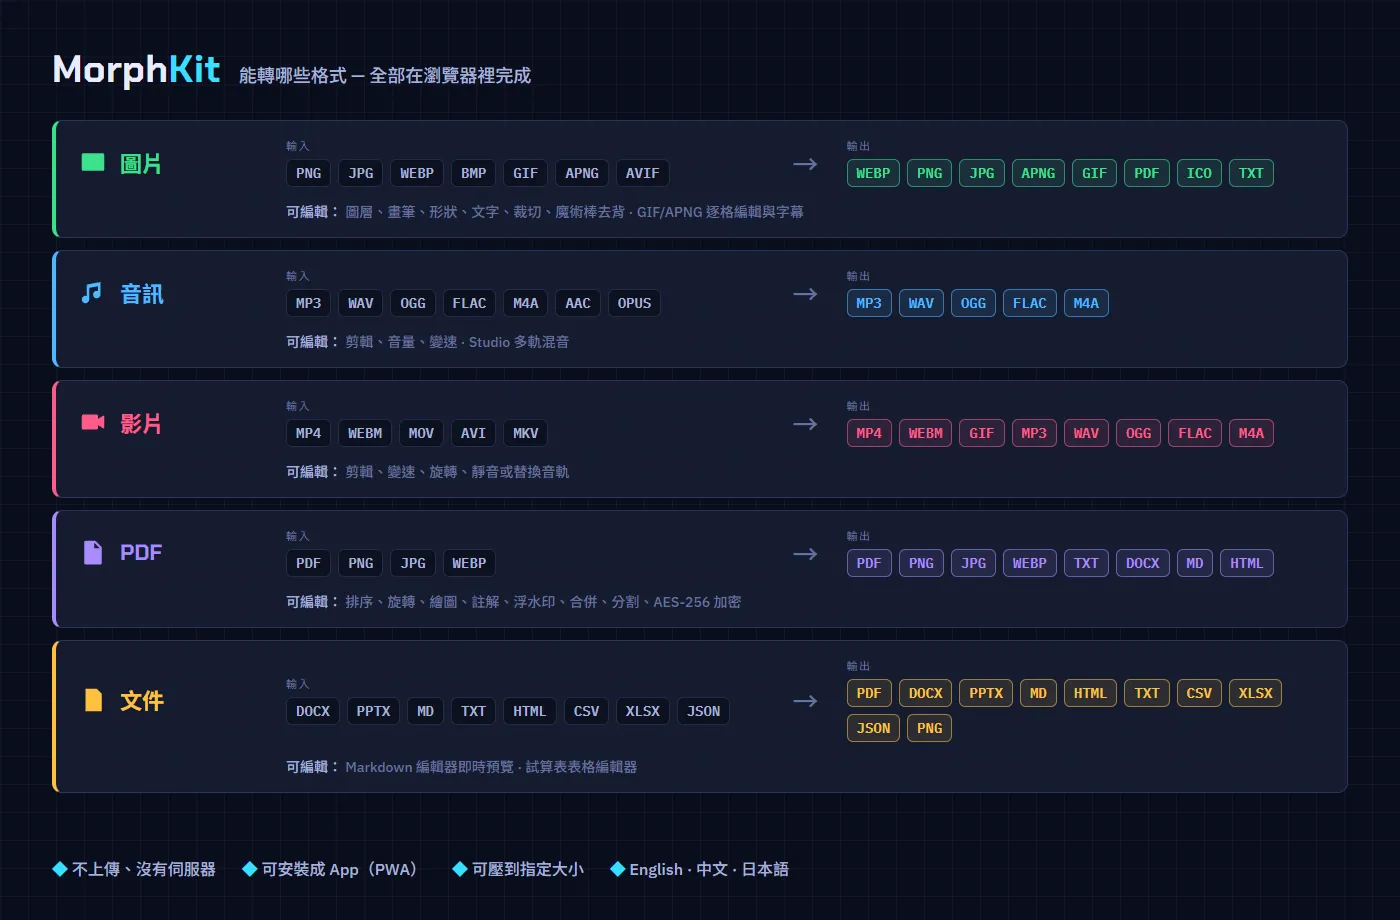 MorphKit 能轉哪些格式 — 全部在瀏覽器裡完成
圖片
輸入
PNG JPG WEBP BMP GIF APNG AVIF
→
輸出
WEBP PNG JPG APNG GIF PDF ICO TXT
可編輯： 圖層、畫筆、形狀、文字、裁切、魔術棒去背 · GIF/APNG 逐格編輯與字幕
音訊
輸入
MP3 WAV OGG FLAC M4A AAC OPUS
→
輸出
MP3 WAV OGG FLAC M4A
可編輯： 剪輯、音量、變速 · Studio 多軌混音
影片
輸入
MP4 WEBM MOV AVI MKV
→
輸出
MP4 WEBM GIF MP3 WAV OGG FLAC M4A
可編輯： 剪輯、變速、旋轉、靜音或替換音軌
PDF
輸入
PDF PNG JPG WEBP
→
輸出
PDF PNG JPG WEBP TXT DOCX MD HTML
可編輯： 排序、旋轉、繪圖、註解、浮水印、合併、分割、AES-256 加密
文件
輸入
DOCX PPTX MD TXT HTML CSV XLSX JSON
→
輸出
PDF DOCX PPTX MD HTML TXT CSV XLSX
JSON PNG
可編輯： Markdown 編輯器即時預覽 · 試算表表格編輯器
◆ 不上傳、沒有伺服器 ◆ 可安裝成 App（PWA） ◆ 可壓到指定大小 ◆ English · 中文 · 日本語